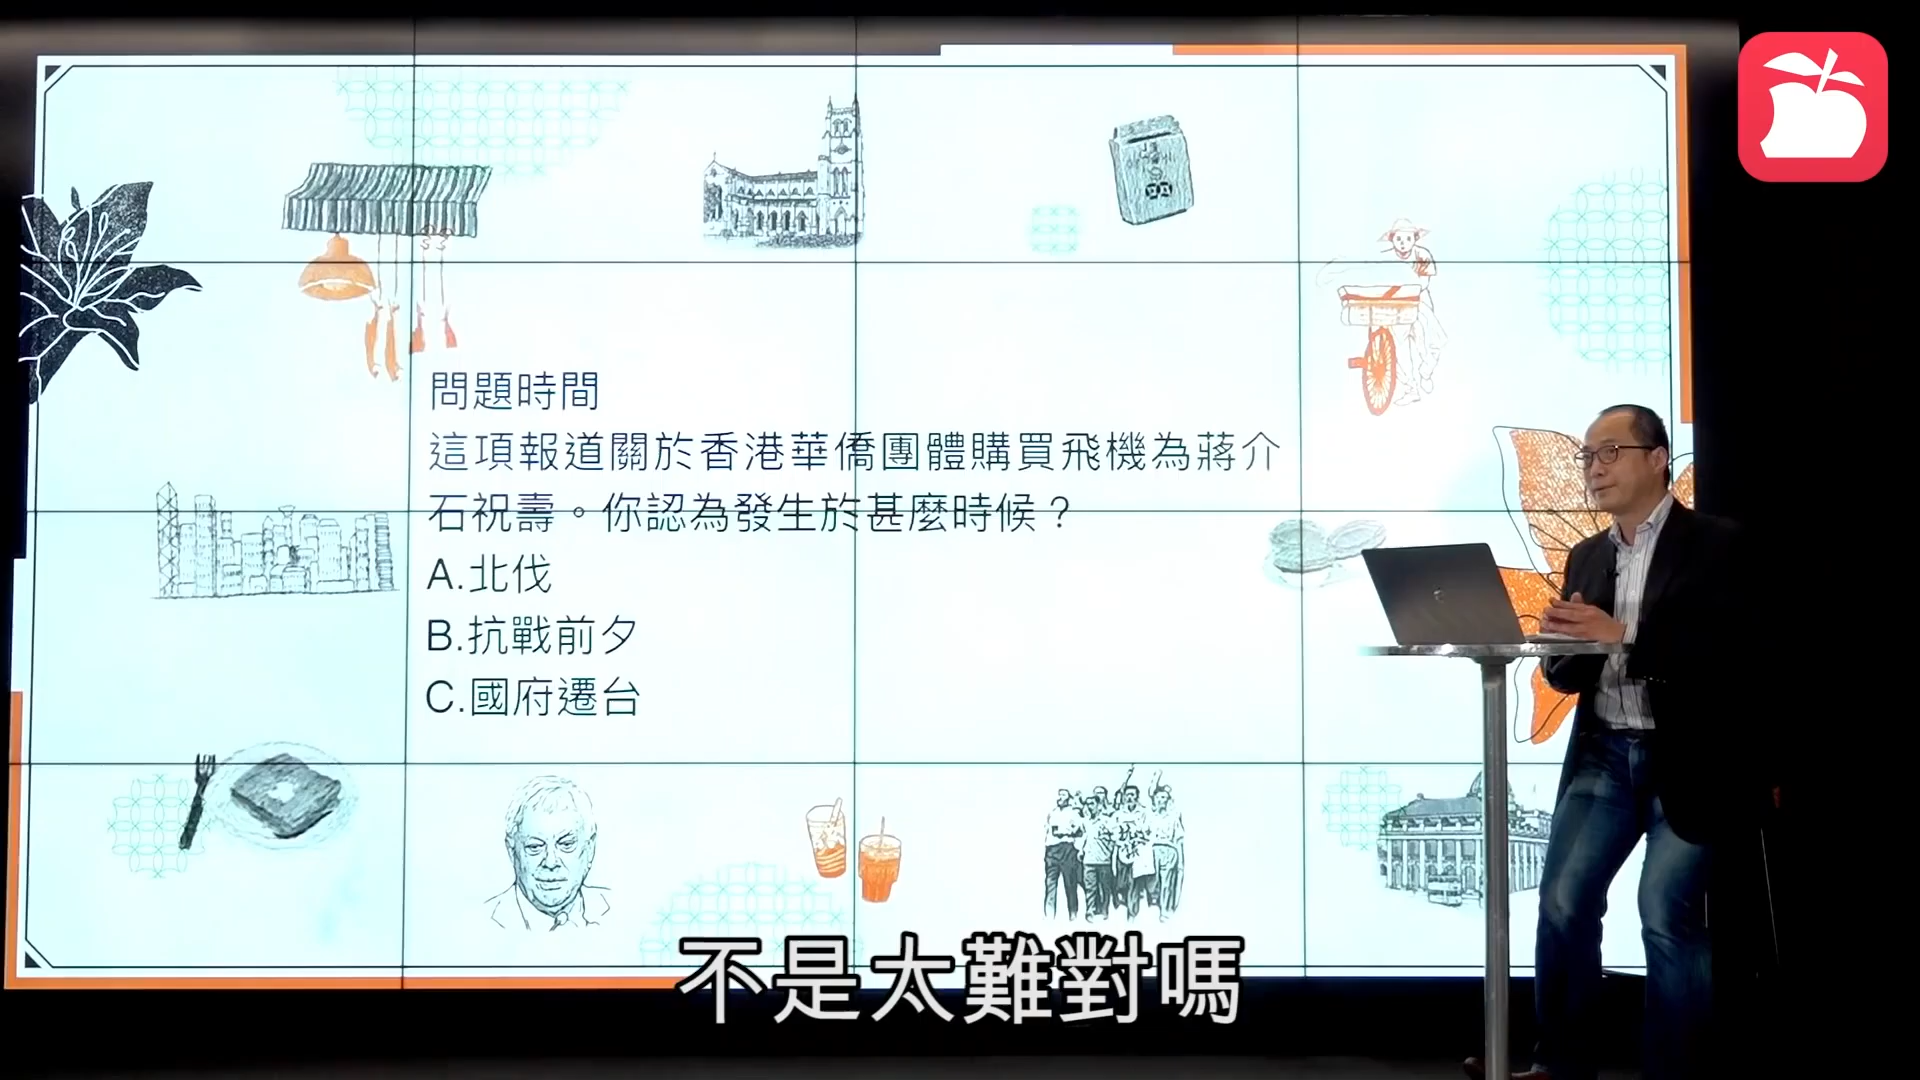 問題時間
這項報道關於香港華僑團體購買飛機為蔣介
石祝壽。你認為發生於甚麼時候？
A.北伐
B.抗戰前夕
C.國府遷台
不是太難對嗎